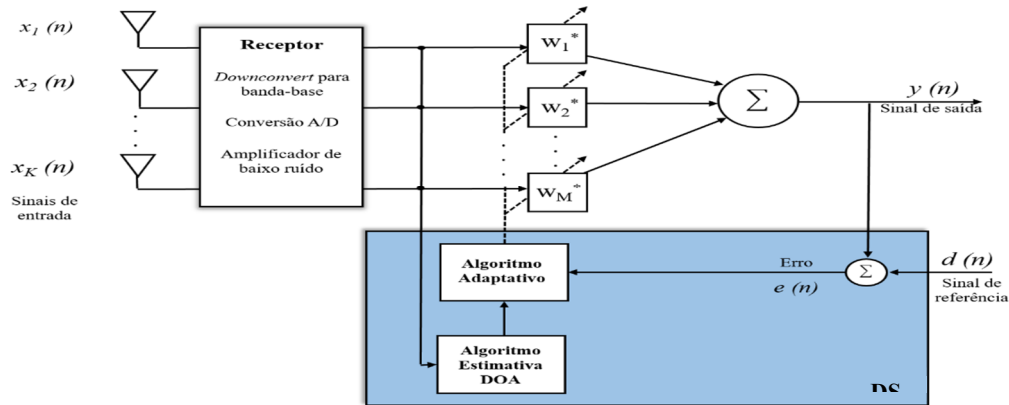 x1 (n)
x2 (n)
xK (n)
Sinais de
entrada
Receptor
Downconvert para
banda-base
Conversão A/D
Amplificador de
baixo ruído
W1*
W2*
WM*
Σ
y (n)
Sinal de saída
Algoritmo
Adaptativo
Erro
e (n)
Σ
d (n)
Sinal de
referência
Algoritmo
Estimativa
DOA